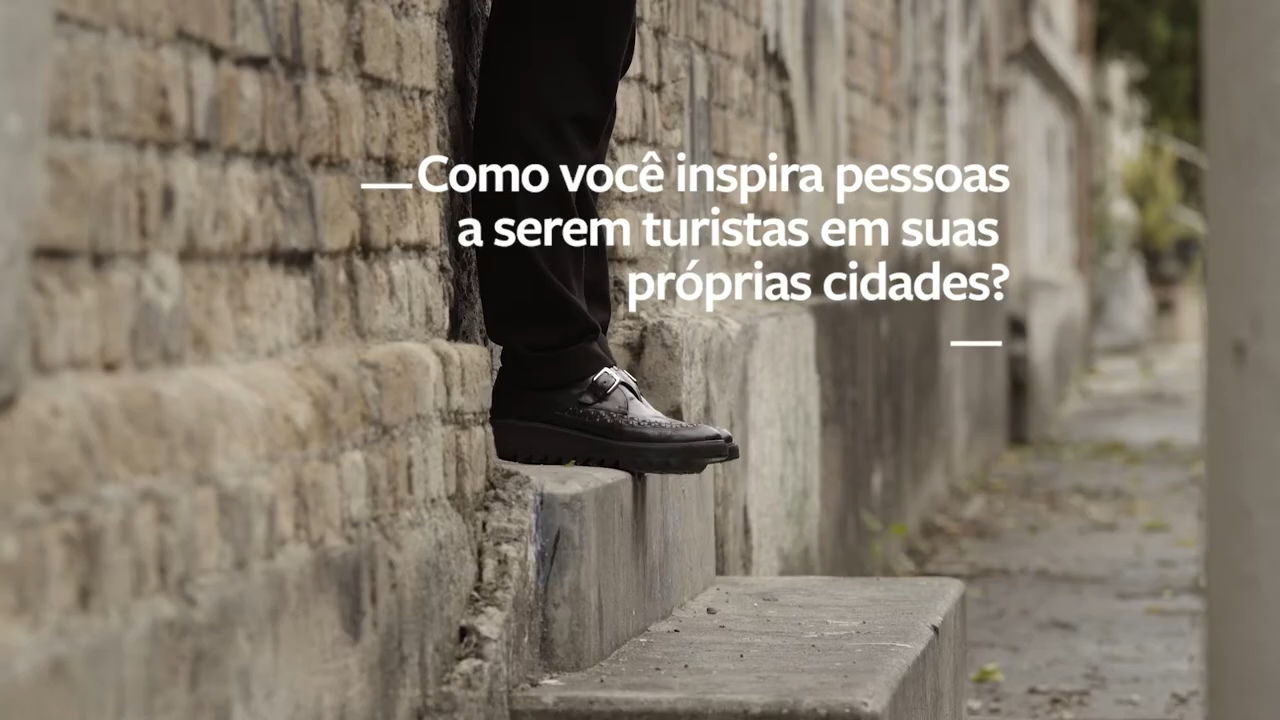 —Como você inspira pessoas
a serem turistas em suas
próprias cidades?
—